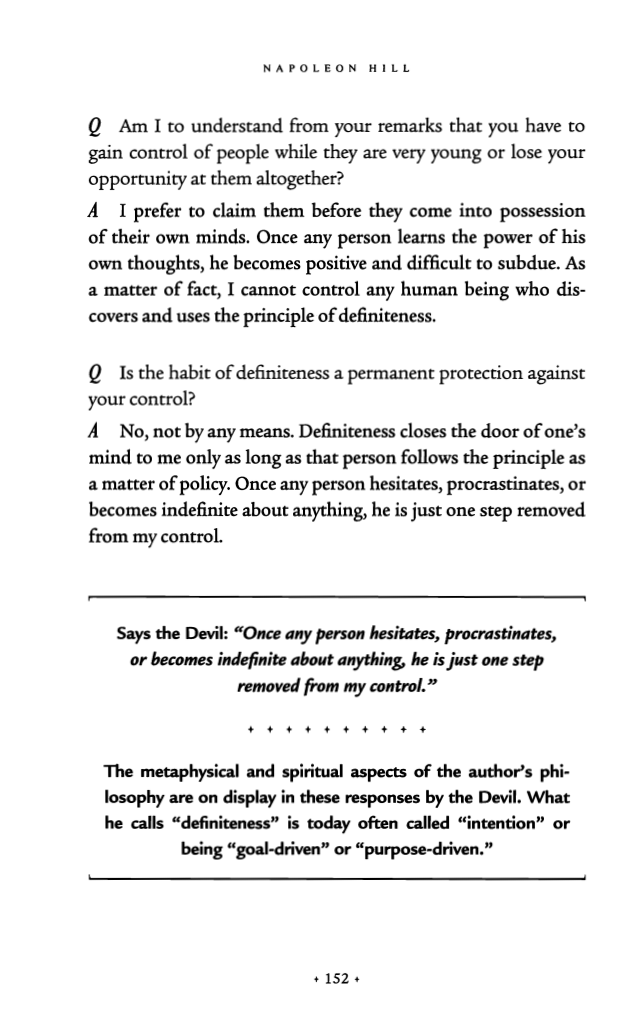 NAPOLEON HILL
Q Am I to understand from your remarks that you have to
gain control of people while they are very young or lose your
opportunity at them altogether?
A I prefer to claim them before they come into possession
of their own minds. Once any person learns the power of his
own thoughts, he becomes positive and difficult to subdue. As
a matter of fact, I cannot control any human being who dis-
covers and uses the principle of definiteness.
Q Is the habit of definiteness a permanent protection against
your control?
A No, not by any means. Definiteness closes the door of one's
mind to me only as long as that person follows the principle as
a matter of policy. Once any person hesitates, procrastinates, or
becomes indefinite about anything, he is just one step removed
from my control.
Says the Devil: “Once any person hesitates, procrastinates,
or becomes indefinite about anything, he is just one step
removed from my control.”
The metaphysical and spiritual aspects of the author's phi-
losophy are on display in these responses by the Devil. What
he calls “definiteness” is today often called “intention” or
being “goal-driven” or “purpose-driven.”
152